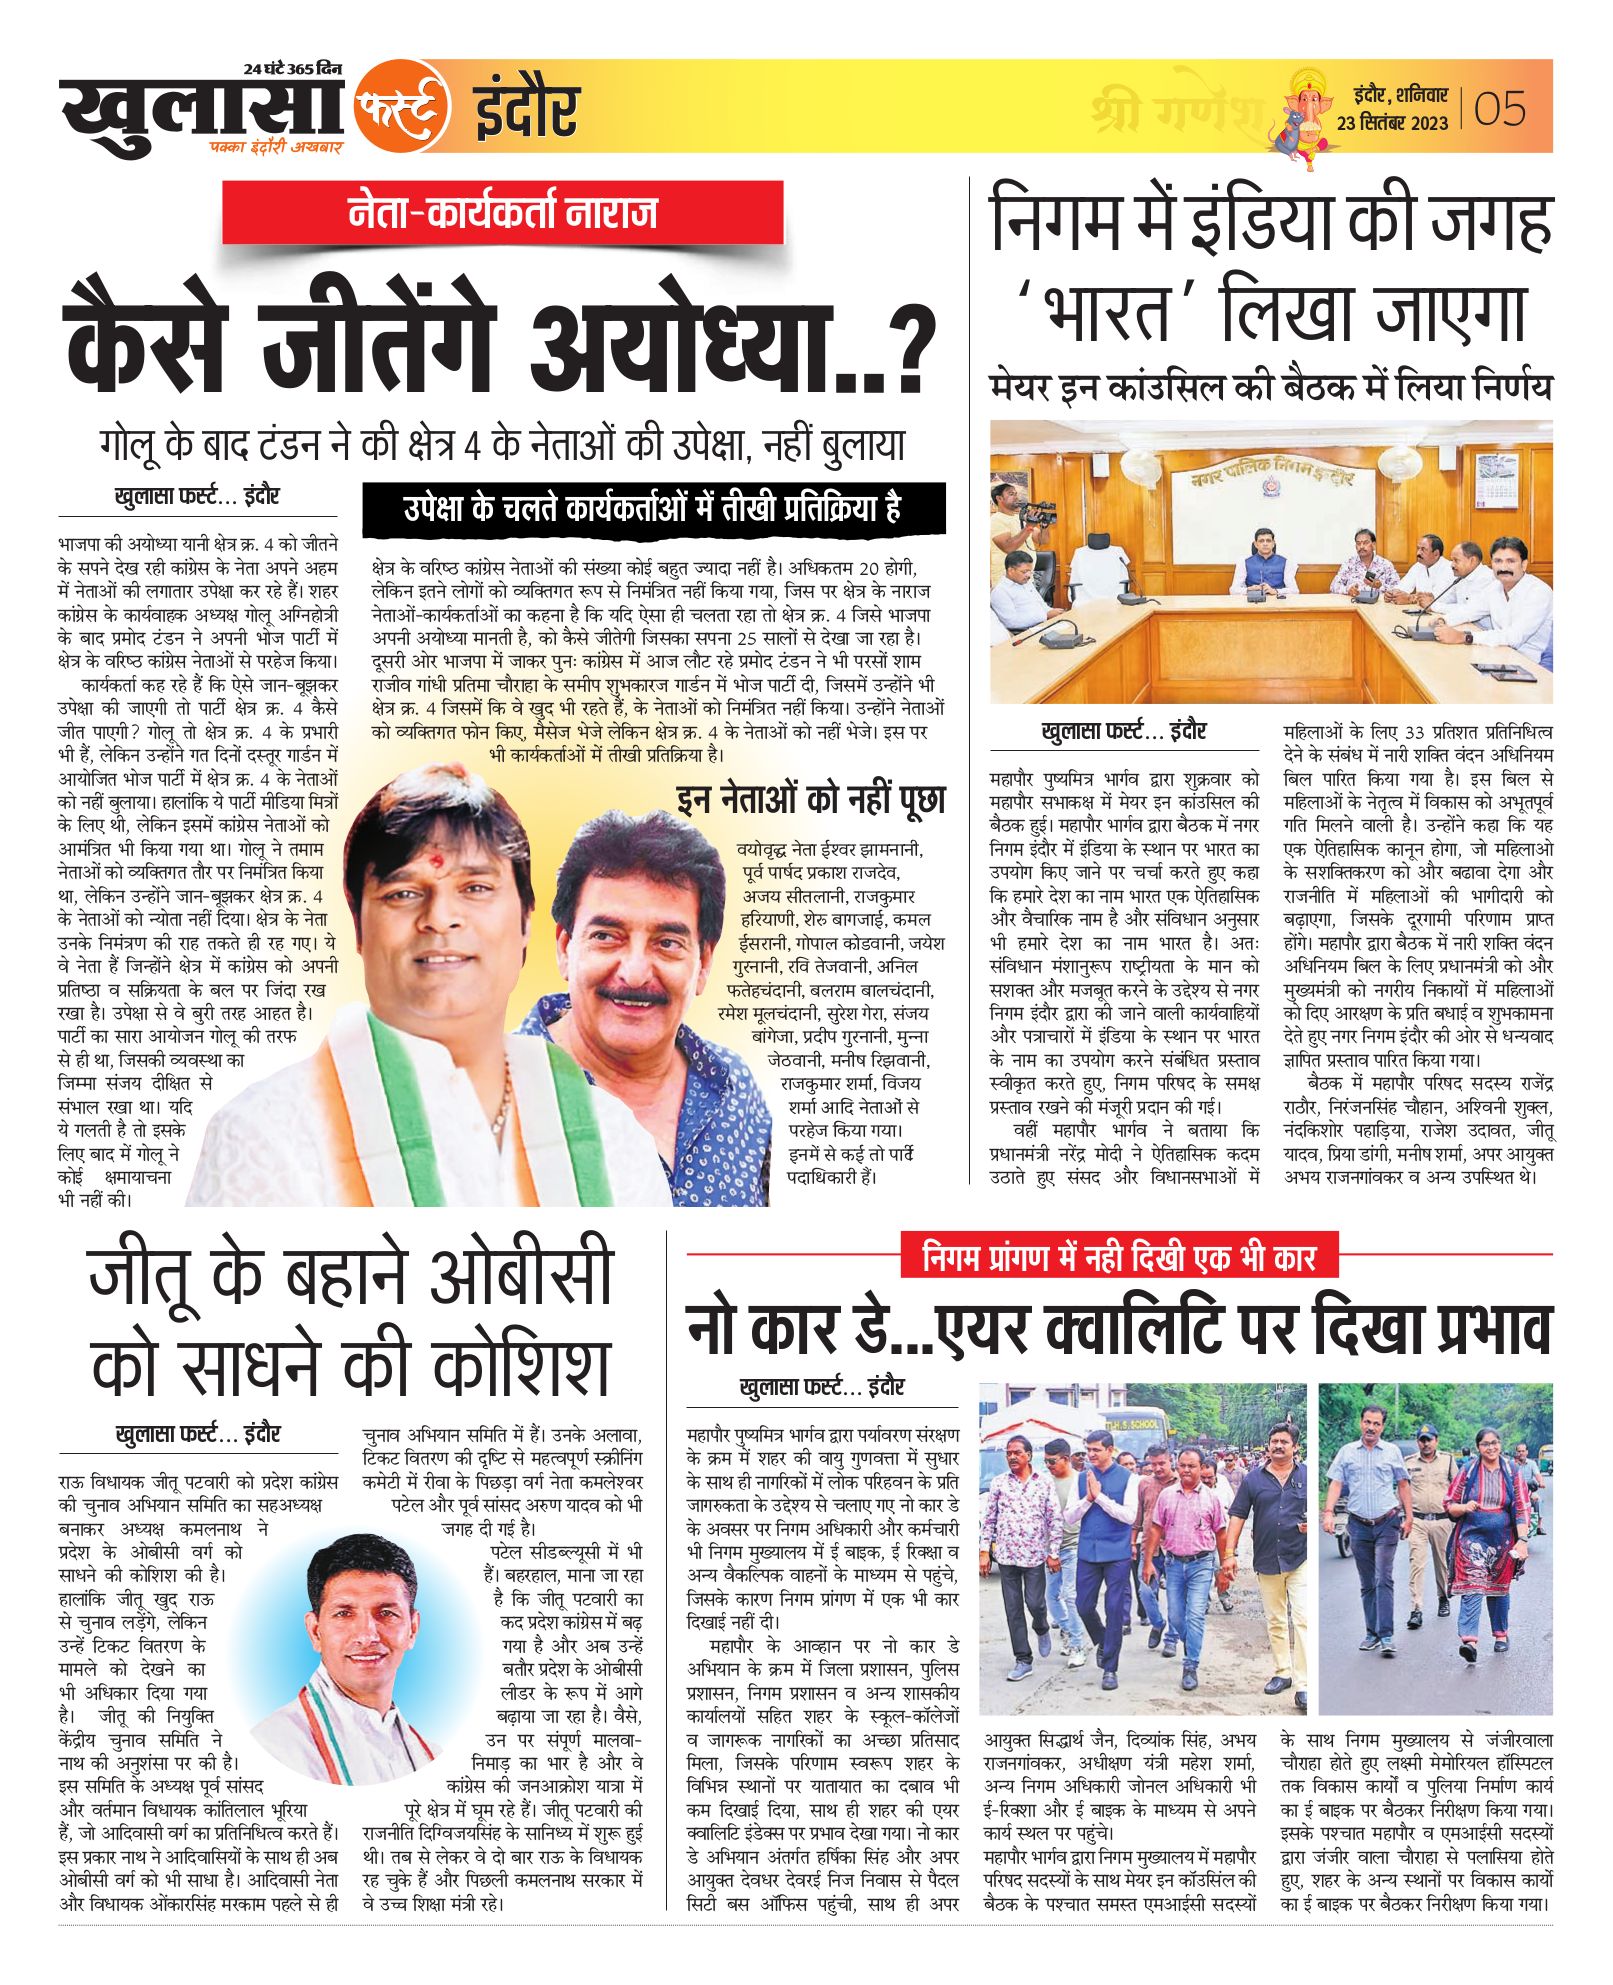 24 घंटे 365 दिन
खुलासा
फर्स्ट
पक्का इंदौरी अखबार
इंदौर
श्री गणेश
इंदौर, शनिवार
23 सितंबर 2023
05
नेता-कार्यकर्ता नाराज
कैसे जीतेंगे अयोध्या..?
गोलू के बाद टंडन ने की क्षेत्र 4 के नेताओं की उपेक्षा, नहीं बुलाया
खुलासा फर्स्ट... इंदौर
भाजपा की अयोध्या यानी क्षेत्र क्र. 4 को जीतने
के सपने देख रही कांग्रेस के नेता अपने अहम
में नेताओं की लगातार उपेक्षा कर रहे हैं। शहर
कांग्रेस के कार्यवाहक अध्यक्ष गोलू अग्निहोत्री
के बाद प्रमोद टंडन ने अपनी भोज पार्टी में
क्षेत्र के वरिष्ठ कांग्रेस नेताओं से परहेज किया।
कार्यकर्ता कह रहे हैं कि ऐसे जान-बूझकर
उपेक्षा की जाएगी तो पार्टी क्षेत्र क्र. 4 कैसे
जीत पाएगी? गोलू तो क्षेत्र क्र. 4 के प्रभारी
भी हैं, लेकिन उन्होंने गत दिनों दस्तूर गार्डन में
आयोजित भोज पार्टी में क्षेत्र क्र. 4 के नेताओं
को नहीं बुलाया। हालांकि ये पार्टी मीडिया मित्रों
के लिए थी, लेकिन इसमें कांग्रेस नेताओं को
आमंत्रित भी किया गया था। गोलू ने तमाम
नेताओं को व्यक्तिगत तौर पर निमंत्रित किया
था, लेकिन उन्होंने जान-बूझकर क्षेत्र क्र. 4
के नेताओं को न्योता नहीं दिया। क्षेत्र के नेता
उनके निमंत्रण की राह तकते ही रह गए। ये
वे नेता हैं जिन्होंने क्षेत्र में कांग्रेस को अपनी
प्रतिष्ठा व सक्रियता के बल पर जिंदा रख
रखा है। उपेक्षा से वे बुरी तरह आहत है।
पार्टी का सारा आयोजन गोलू की तरफ
से ही था, जिसकी व्यवस्था का
जिम्मा संजय दीक्षित से
संभाल रखा था। यदि
ये गलती है तो इसके
लिए बाद में गोलू ने
कोई क्षमायाचना
भी नहीं की।
उपेक्षा के चलते कार्यकर्ताओं में तीखी प्रतिक्रिया है
क्षेत्र के वरिष्ठ कांग्रेस नेताओं की संख्या कोई बहुत ज्यादा नहीं है। अधिकतम 20 होगी,
लेकिन इतने लोगों को व्यक्तिगत रूप से निमंत्रित नहीं किया गया, जिस पर क्षेत्र के नाराज
नेताओं-कार्यकर्ताओं का कहना है कि यदि ऐसा ही चलता रहा तो क्षेत्र क्र. 4 जिसे भाजपा
अपनी अयोध्या मानती है, को कैसे जीतेगी जिसका सपना 25 सालों से देखा जा रहा है।
दूसरी ओर भाजपा में जाकर पुनः कांग्रेस में आज लौट रहे प्रमोद टंडन ने भी परसों शाम
राजीव गांधी प्रतिमा चौराहा के समीप शुभकारज गार्डन में भोज पार्टी दी, जिसमें उन्होंने भी
क्षेत्र क्र. 4 जिसमें कि वे खुद भी रहते हैं, के नेताओं को निमंत्रित नहीं किया। उन्होंने नेताओं
को व्यक्तिगत फोन किए, मैसेज भेजे लेकिन क्षेत्र क्र. 4 के नेताओं को नहीं भेजे। इस पर
भी कार्यकर्ताओं में तीखी प्रतिक्रिया है।
इन नेताओं को नहीं पूछा
वयोवृद्ध नेता ईश्वर झामनानी,
पूर्व पार्षद प्रकाश राजदेव,
अजय सीतलानी, राजकुमार
हरियाणी, शेरु बागजाई, कमल
ईसरानी, गोपाल कोडवानी, जयेश
गुरनानी, रवि तेजवानी, अनिल
फतेहचंदानी, बलराम बालचंदानी,
रमेश मूलचंदानी, सुरेश गेरा, संजय
बांगेजा, प्रदीप गुरनानी, मुन्ना
जेठवानी, मनीष रिझवानी,
राजकुमार शर्मा, विजय
शर्मा आदि नेताओं से
परहेज किया गया।
इनमें से कई तो पार्टी
पदाधिकारी हैं।
निगम में इंडिया की जगह
‘भारत’ लिखा जाएगा
मेयर इन कांउसिल की बैठक में लिया निर्णय
नगर पालिक निगम इन्दौर
खुलासा फर्स्ट... इंदौर
महापौर पुष्यमित्र भार्गव द्वारा शुक्रवार को
महापौर सभाकक्ष में मेयर इन कांउसिल की
बैठक हुई। महापौर भार्गव द्वारा बैठक में नगर
निगम इंदौर में इंडिया के स्थान पर भारत का
उपयोग किए जाने पर चर्चा करते हुए कहा
कि हमारे देश का नाम भारत एक ऐतिहासिक
और वैचारिक नाम है और संविधान अनुसार
भी हमारे देश का नाम भारत है। अतः
संविधान मंशानुरूप राष्ट्रीयता के मान को
सशक्त और मजबूत करने के उद्देश्य से नगर
निगम इंदौर द्वारा की जाने वाली कार्यवाहियों
और पत्राचारों में इंडिया के स्थान पर भारत
के नाम का उपयोग करने संबंधित प्रस्ताव
स्वीकृत करते हुए, निगम परिषद के समक्ष
प्रस्ताव रखने की मंजूरी प्रदान की गई।
वहीं महापौर भार्गव ने बताया कि
प्रधानमंत्री नरेंद्र मोदी ने ऐतिहासिक कदम
उठाते हुए संसद और विधानसभाओं में
महिलाओं के लिए 33 प्रतिशत प्रतिनिधित्व
देने के संबंध में नारी शक्ति वंदन अधिनियम
बिल पारित किया गया है। इस बिल से
महिलाओं के नेतृत्व में विकास को अभूतपूर्व
गति मिलने वाली है। उन्होंने कहा कि यह
एक ऐतिहासिक कानून होगा, जो महिलाओ
के सशक्तिकरण को और बढावा देगा और
राजनीति में महिलाओं की भागीदारी को
बढ़ाएगा, जिसके दूरगामी परिणाम प्राप्त
होंगे। महापौर द्वारा बैठक में नारी शक्ति वंदन
अधिनियम बिल के लिए प्रधानमंत्री को और
मुख्यमंत्री को नगरीय निकायों में महिलाओं
को दिए आरक्षण के प्रति बधाई व शुभकामना
देते हुए नगर निगम इंदौर की ओर से धन्यवाद
ज्ञापित प्रस्ताव पारित किया गया।
बैठक में महापौर परिषद सदस्य राजेंद्र
राठौर, निरंजनसिंह चौहान, अश्विनी शुक्ल,
नंदकिशोर पहाड़िया, राजेश उदावत, जीतू
यादव, प्रिया डांगी, मनीष शर्मा, अपर आयुक्त
अभय राजनगांवकर व अन्य उपस्थित थे।
जीतू के बहाने ओबीसी
को साधने की कोशिश
खुलासा फर्स्ट... इंदौर
राऊ विधायक जीतू पटवारी को प्रदेश कांग्रेस
की चुनाव अभियान समिति का सहअध्यक्ष
बनाकर अध्यक्ष कमलनाथ ने
प्रदेश के ओबीसी वर्ग को
साधने की कोशिश की है।
हालांकि जीतू खुद राऊ
से चुनाव लड़ेंगे, लेकिन
उन्हें टिकट वितरण के
मामले को देखने का
भी अधिकार दिया गया
है। जीतू की नियुक्ति
केंद्रीय चुनाव समिति ने
नाथ की अनुशंसा पर की है।
इस समिति के अध्यक्ष पूर्व सांसद
और वर्तमान विधायक कांतिलाल भूरिया
हैं, जो आदिवासी वर्ग का प्रतिनिधित्व करते हैं।
इस प्रकार नाथ ने आदिवासियों के साथ ही अब
ओबीसी वर्ग को भी साधा है। आदिवासी नेता
और विधायक ओंकारसिंह मरकाम पहले से ही
चुनाव अभियान समिति में हैं। उनके अलावा,
टिकट वितरण की दृष्टि से महत्वपूर्ण स्क्रीनिंग
कमेटी में रीवा के पिछड़ा वर्ग नेता कमलेश्वर
पटेल और पूर्व सांसद अरुण यादव को भी
जगह दी गई है।
पटेल सीडब्ल्यूसी में भी
हैं। बहरहाल, माना जा रहा
है कि जीतू पटवारी का
कद प्रदेश कांग्रेस में बढ़
गया है और अब उन्हें
बतौर प्रदेश के ओबीसी
लीडर के रूप में आगे
बढ़ाया जा रहा है। वैसे,
उन पर संपूर्ण मालवा-
निमाड़ का भार है और वे
कांग्रेस की जनआक्रोश यात्रा में
पूरे क्षेत्र में घूम रहे हैं। जीतू पटवारी की
राजनीति दिग्विजयसिंह के सानिध्य में शुरू हुई
थी। तब से लेकर वे दो बार राऊ के विधायक
रह चुके हैं और पिछली कमलनाथ सरकार में
वे उच्च शिक्षा मंत्री रहे।
निगम प्रांगण में नही दिखी एक भी कार
नो कार डे...एयर क्वालिटि पर दिखा प्रभाव
खुलासा फर्स्ट... इंदौर
महापौर पुष्यमित्र भार्गव द्वारा पर्यावरण संरक्षण
के क्रम में शहर की वायु गुणवत्ता में सुधार
के साथ ही नागरिकों में लोक परिहवन के प्रति
जागरुकता के उद्देश्य से चलाए गए नो कार डे
के अवसर पर निगम अधिकारी और कर्मचारी
भी निगम मुख्यालय में ई बाइक, ई रिक्षा व
अन्य वैकल्पिक वाहनों के माध्यम से पहुंचे,
जिसके कारण निगम प्रांगण में एक भी कार
दिखाई नहीं दी।
महापौर के आव्हान पर नो कार डे
अभियान के क्रम में जिला प्रशासन, पुलिस
प्रशासन, निगम प्रशासन व अन्य शासकीय
कार्यालयों सहित शहर के स्कूल-कॉलेजों
व जागरूक नागरिकों का अच्छा प्रतिसाद
मिला, जिसके परिणाम स्वरूप शहर के
विभिन्न स्थानों पर यातायात का दबाव भी
कम दिखाई दिया, साथ ही शहर की एयर
क्वालिटि इंडेक्स पर प्रभाव देखा गया। नो कार
डे अभियान अंतर्गत हर्षिका सिंह और अपर
आयुक्त देवधर देवरई निज निवास से पैदल
सिटी बस ऑफिस पहुंची, साथ ही अपर
H.S. SCHOOL
आयुक्त सिद्धार्थ जैन, दिव्यांक सिंह, अभय
राजनगांवकर, अधीक्षण यंत्री महेश शर्मा,
अन्य निगम अधिकारी जोनल अधिकारी भी
ई-रिक्शा और ई बाइक के माध्यम से अपने
कार्य स्थल पर पहुंचे।
महापौर भार्गव द्वारा निगम मुख्यालय में महापौर
परिषद सदस्यों के साथ मेयर इन कॉउसिंल की
बैठक के पश्चात समस्त एमआईसी सदस्यों
के साथ निगम मुख्यालय से जंजीरवाला
चौराहा होते हुए लक्ष्मी मेमोरियल हॉस्पिटल
तक विकास कार्यों व पुलिया निर्माण कार्य
का ई बाइक पर बैठकर निरीक्षण किया गया।
इसके पश्चात महापौर व एमआईसी सदस्यों
द्वारा जंजीर वाला चौराहा से पलासिया होते
हुए, शहर के अन्य स्थानों पर विकास कार्यो
का ई बाइक पर बैठकर निरीक्षण किया गया।